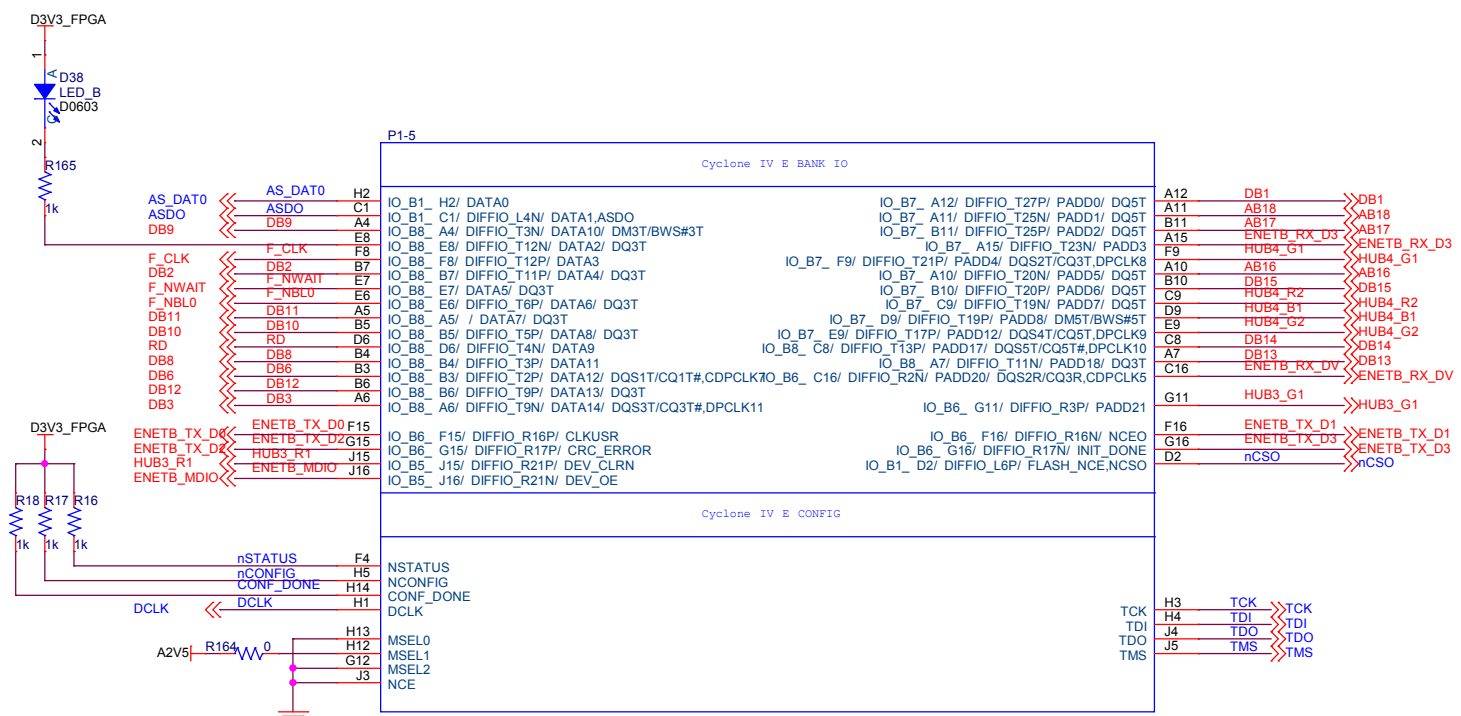 D3V3_FPGA
1
A
D38
LED_B
D0603
C
2
R165
1k
P1-5
Cyclone IV E BANK IO
AS_DAT0 AS_DAT0 H2 IO_B1_ H2/ DATA0
ASDO ASDO C1 IO_B1_ C1/ DIFFIO_L4N/ DATA1,ASDO
DB9 DB9 A4 IO_B8_ A4/ DIFFIO_T3N/ DATA10/ DM3T/BWS#3T
E8 IO_B8_ E8/ DIFFIO_T12N/ DATA2/ DQ3T
F_CLK F_CLK F8 IO_B8_ F8/ DIFFIO_T12P/ DATA3
DB2 DB2 B7 IO_B8_ B7/ DIFFIO_T11P/ DATA4/ DQ3T
F_NWAIT F_NWAIT E7 IO_B8_ E7/ DATA5/ DQ3T
F_NBL0 F_NBL0 E6 IO_B8_ E6/ DIFFIO_T6P/ DATA6/ DQ3T
DB11 DB11 A5 IO_B8_ A5/ / DATA7/ DQ3T
DB10 DB10 B5 IO_B8_ B5/ DIFFIO_T5P/ DATA8/ DQ3T
RD RD D6 IO_B8_ D6/ DIFFIO_T4N/ DATA9
DB8 DB8 B4 IO_B8_ B4/ DIFFIO_T3P/ DATA11
DB6 DB6 B3 IO_B8_ B3/ DIFFIO_T2P/ DATA12/ DQS1T/CQ1T#,CDPCLK7
DB12 DB12 B6 IO_B8_ B6/ DIFFIO_T9P/ DATA13/ DQ3T
DB3 DB3 A6 IO_B8_ A6/ DIFFIO_T9N/ DATA14/ DQS3T/CQ3T#,DPCLK11
ENETB_TX_D0 ENETB_TX_D0 F15 IO_B6_ F15/ DIFFIO_R16P/ CLKUSR
ENETB_TX_D2 ENETB_TX_D2 G15 IO_B6_ G15/ DIFFIO_R17P/ CRC_ERROR
HUB3_R1 HUB3_R1 J15 IO_B5_ J15/ DIFFIO_R21P/ DEV_CLRN
ENETB_MDIO ENETB_MDIO J16 IO_B5_ J16/ DIFFIO_R21N/ DEV_OE
IO_B7_ A12/ DIFFIO_T27P/ PADD0/ DQ5T A12 DB1 DB1
IO_B7_ A11/ DIFFIO_T25N/ PADD1/ DQ5T A11 AB18 AB18
IO_B7_ B11/ DIFFIO_T25P/ PADD2/ DQ5T B11 AB17 AB17
IO_B7_ A15/ DIFFIO_T23N/ PADD3 A15 ENETB_RX_D3 ENETB_RX_D3
IO_B7_ F9/ DIFFIO_T21P/ PADD4/ DQS2T/CQ3T,DPCLK8 F9 HUB4_G1 HUB4_G1
IO_B7_ A10/ DIFFIO_T20N/ PADD5/ DQ5T A10 AB16 AB16
IO_B7_ B10/ DIFFIO_T20P/ PADD6/ DQ5T B10 DB15 DB15
IO_B7_ C9/ DIFFIO_T19N/ PADD7/ DQ5T C9 HUB4_R2 HUB4_R2
IO_B7_ D9/ DIFFIO_T19P/ PADD8/ DM5T/BWS#5T D9 HUB4_B1 HUB4_B1
IO_B7_ E9/ DIFFIO_T17P/ PADD12/ DQS4T/CQ5T,DPCLK9 E9 HUB4_G2 HUB4_G2
IO_B8_ C8/ DIFFIO_T13P/ PADD17/ DQS5T/CQ5T#,DPCLK10 C8 DB14 DB14
IO_B8_ A7/ DIFFIO_T11N/ PADD18/ DQ3T A7 DB13 DB13
IO_B6_ C16/ DIFFIO_R2N/ PADD20/ DQS2R/CQ3R,CDPCLK5 C16 ENETB_RX_DV ENETB_RX_DV
IO_B6_ G11/ DIFFIO_R3P/ PADD21 G11 HUB3_G1 HUB3_G1
IO_B6_ F16/ DIFFIO_R16N/ NCEO F16 ENETB_TX_D1 ENETB_TX_D1
IO_B6_ G16/ DIFFIO_R17N/ INIT_DONE G16 ENETB_TX_D3 ENETB_TX_D3
IO_B1_ D2/ DIFFIO_L6P/ FLASH_NCE,NCSO D2 nCSO nCSO
D3V3_FPGA
R18 R17 R16
1k 1k 1k
Cyclone IV E CONFIG
nSTATUS F4 NSTATUS
nCONFIG H5 NCONFIG
CONF_DONE H14 CONF_DONE
DCLK DCLK H1 DCLK
H13 MSEL0
A2V5 R164 0 H12 MSEL1
G12 MSEL2
J3 NCE
TCK H3 TCK TCK
TDI H4 TDI TDI
TDO J4 TDO TDO
TMS J5 TMS TMS